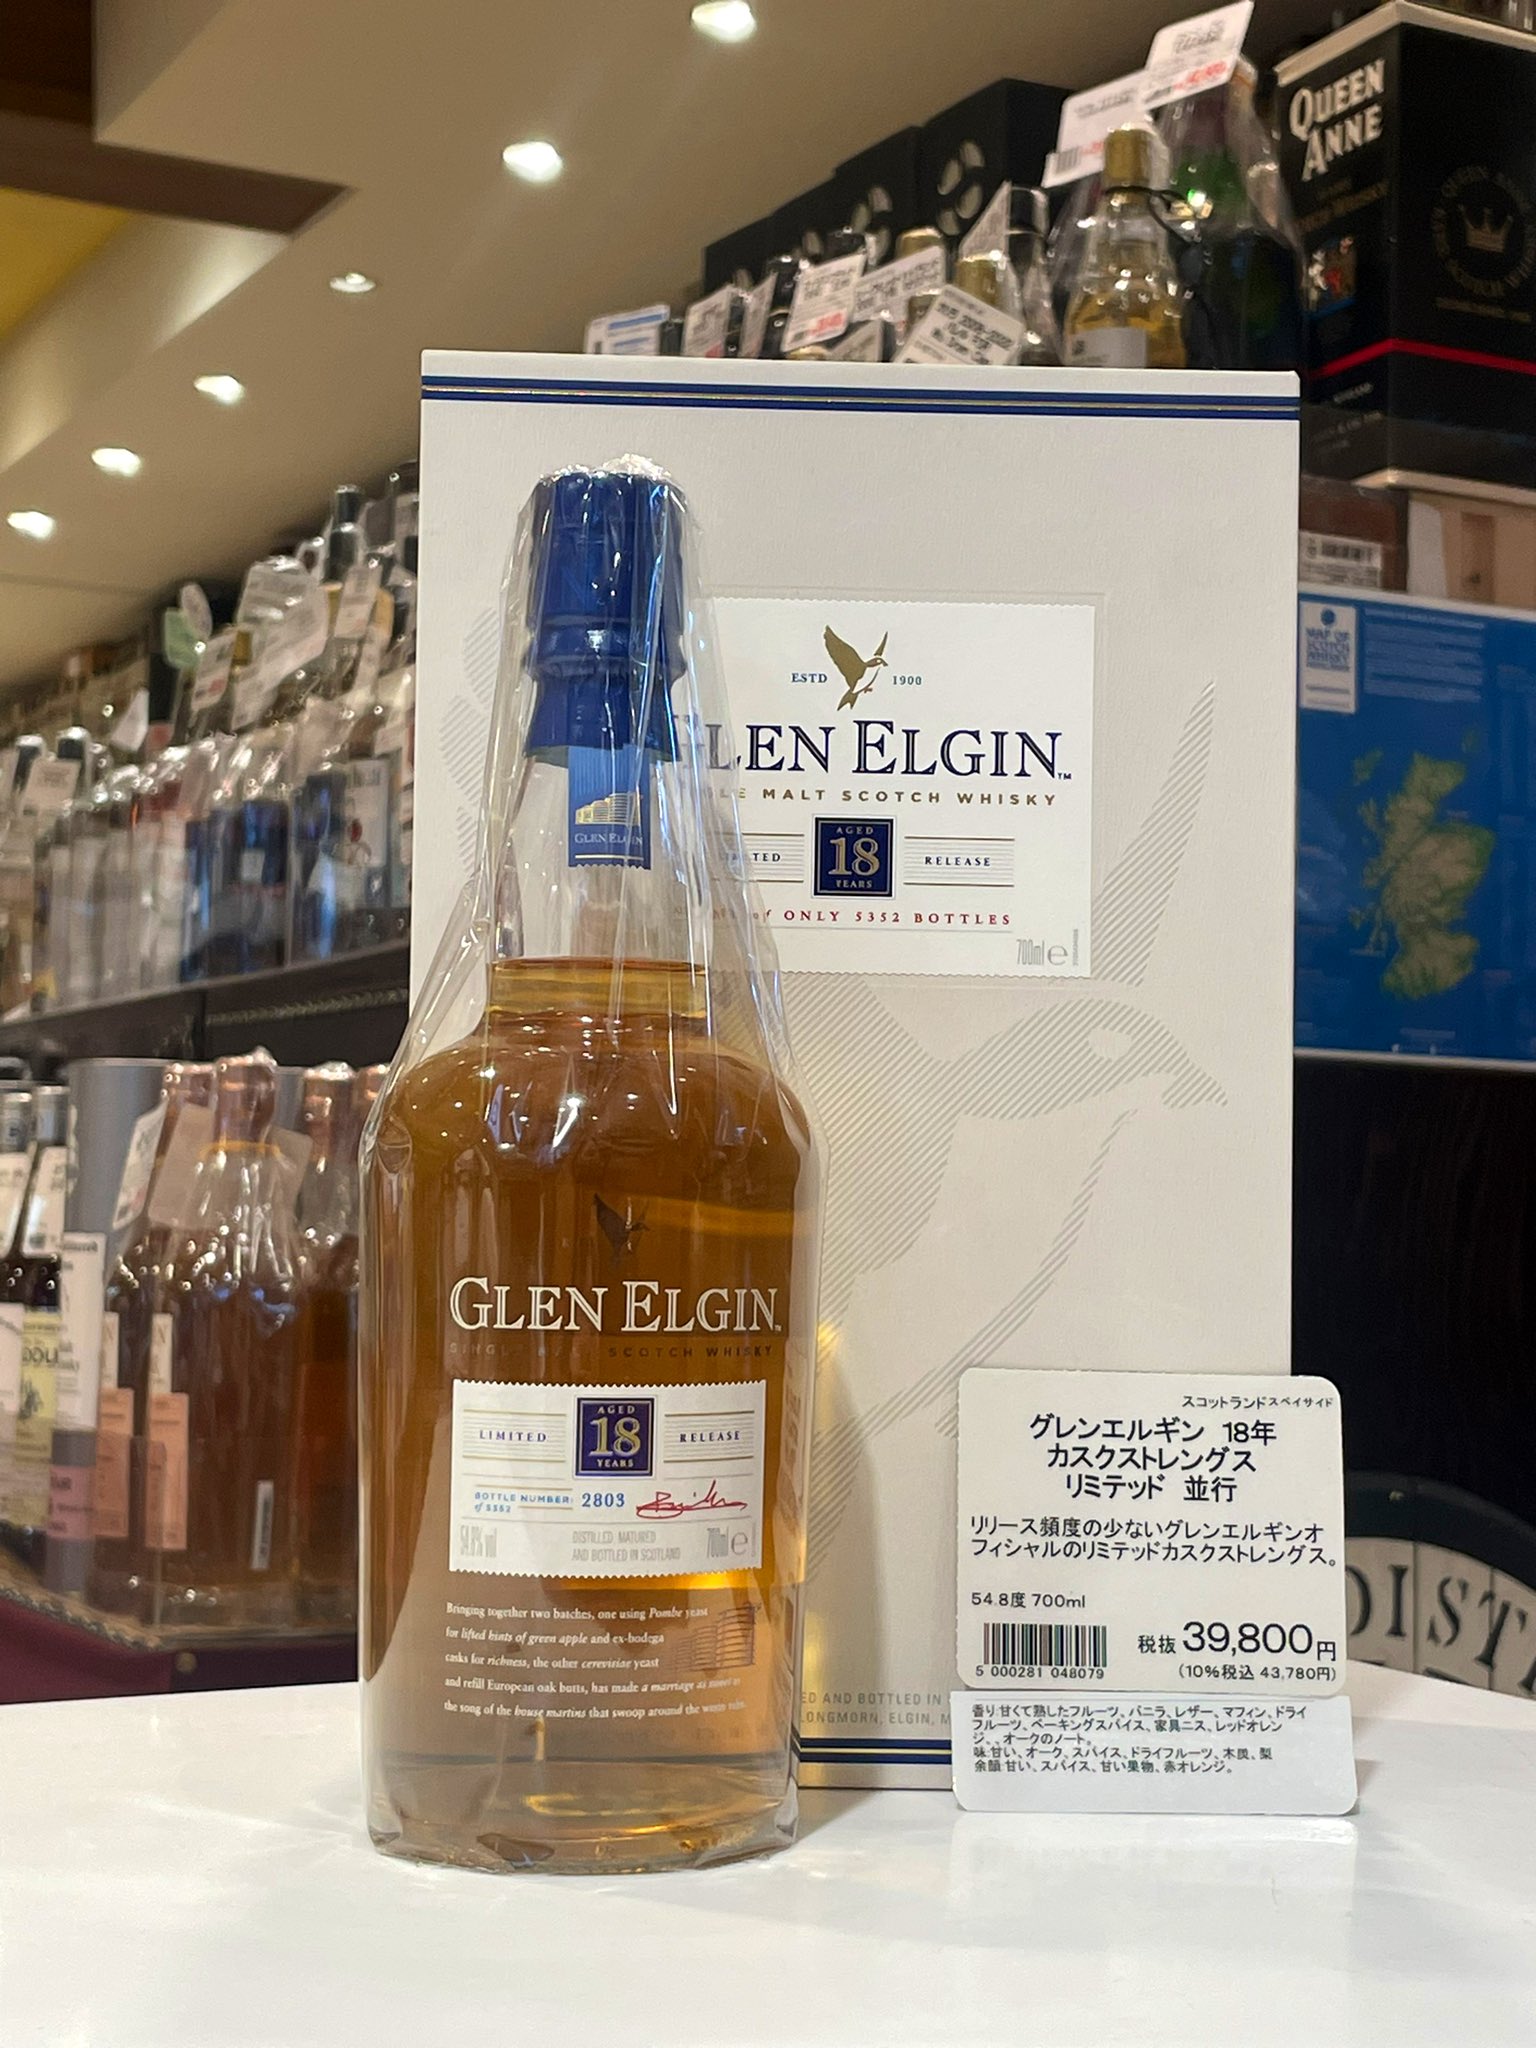 QUEEN
ANNE
MAP OF
SCOTCH
WHISKY
ESTD 1900
GLEN ELGIN™
MALT SCOTCH WHISKY
AGED
18
YEARS
RELEASE
of ONLY 5352 BOTTLES
700ml e
GLEN ELGIN
GLEN ELGIN
SINGLE MALT SCOTCH WHISKY
LIMITED
AGED
18
YEARS
RELEASE
BOTTLE NUMBER: 2803
of 5352
54.8% vol
DISTILLED, MATURED
AND BOTTLED IN SCOTLAND
700ml e
Bringing together two batches, one using Pombe yeast
for lifted hints of green apple and ex-bodega
casks for richness, the other cerevisiae yeast
and refill European oak butts, has made a marriage as sweet as
the song of the house martins that swoop around the warm
AND BOTTLED IN
LONGMORN, ELGIN,
スコットランドスペイサイド
グレンエルギン 18年
カスクストレングス
リミテッド 並行
リリース頻度の少ないグレンエルギンオ
フィシャルのリミテッドカスクストレングス。
54.8度 700ml
税抜 39,800円
5 000281 048079
(10%税込 43,780円)
香り:甘くて熟したフルーツ、バニラ、レザー、マフィン、ドライ
フルーツ、ベーキングスパイス、家具ニス、レッドオレン
ジ、、オークのノート。
味:甘い、オーク、スパイス、ドライフルーツ、木炭、梨
余韻:甘い、スパイス、甘い果物、赤オレンジ。
DIST